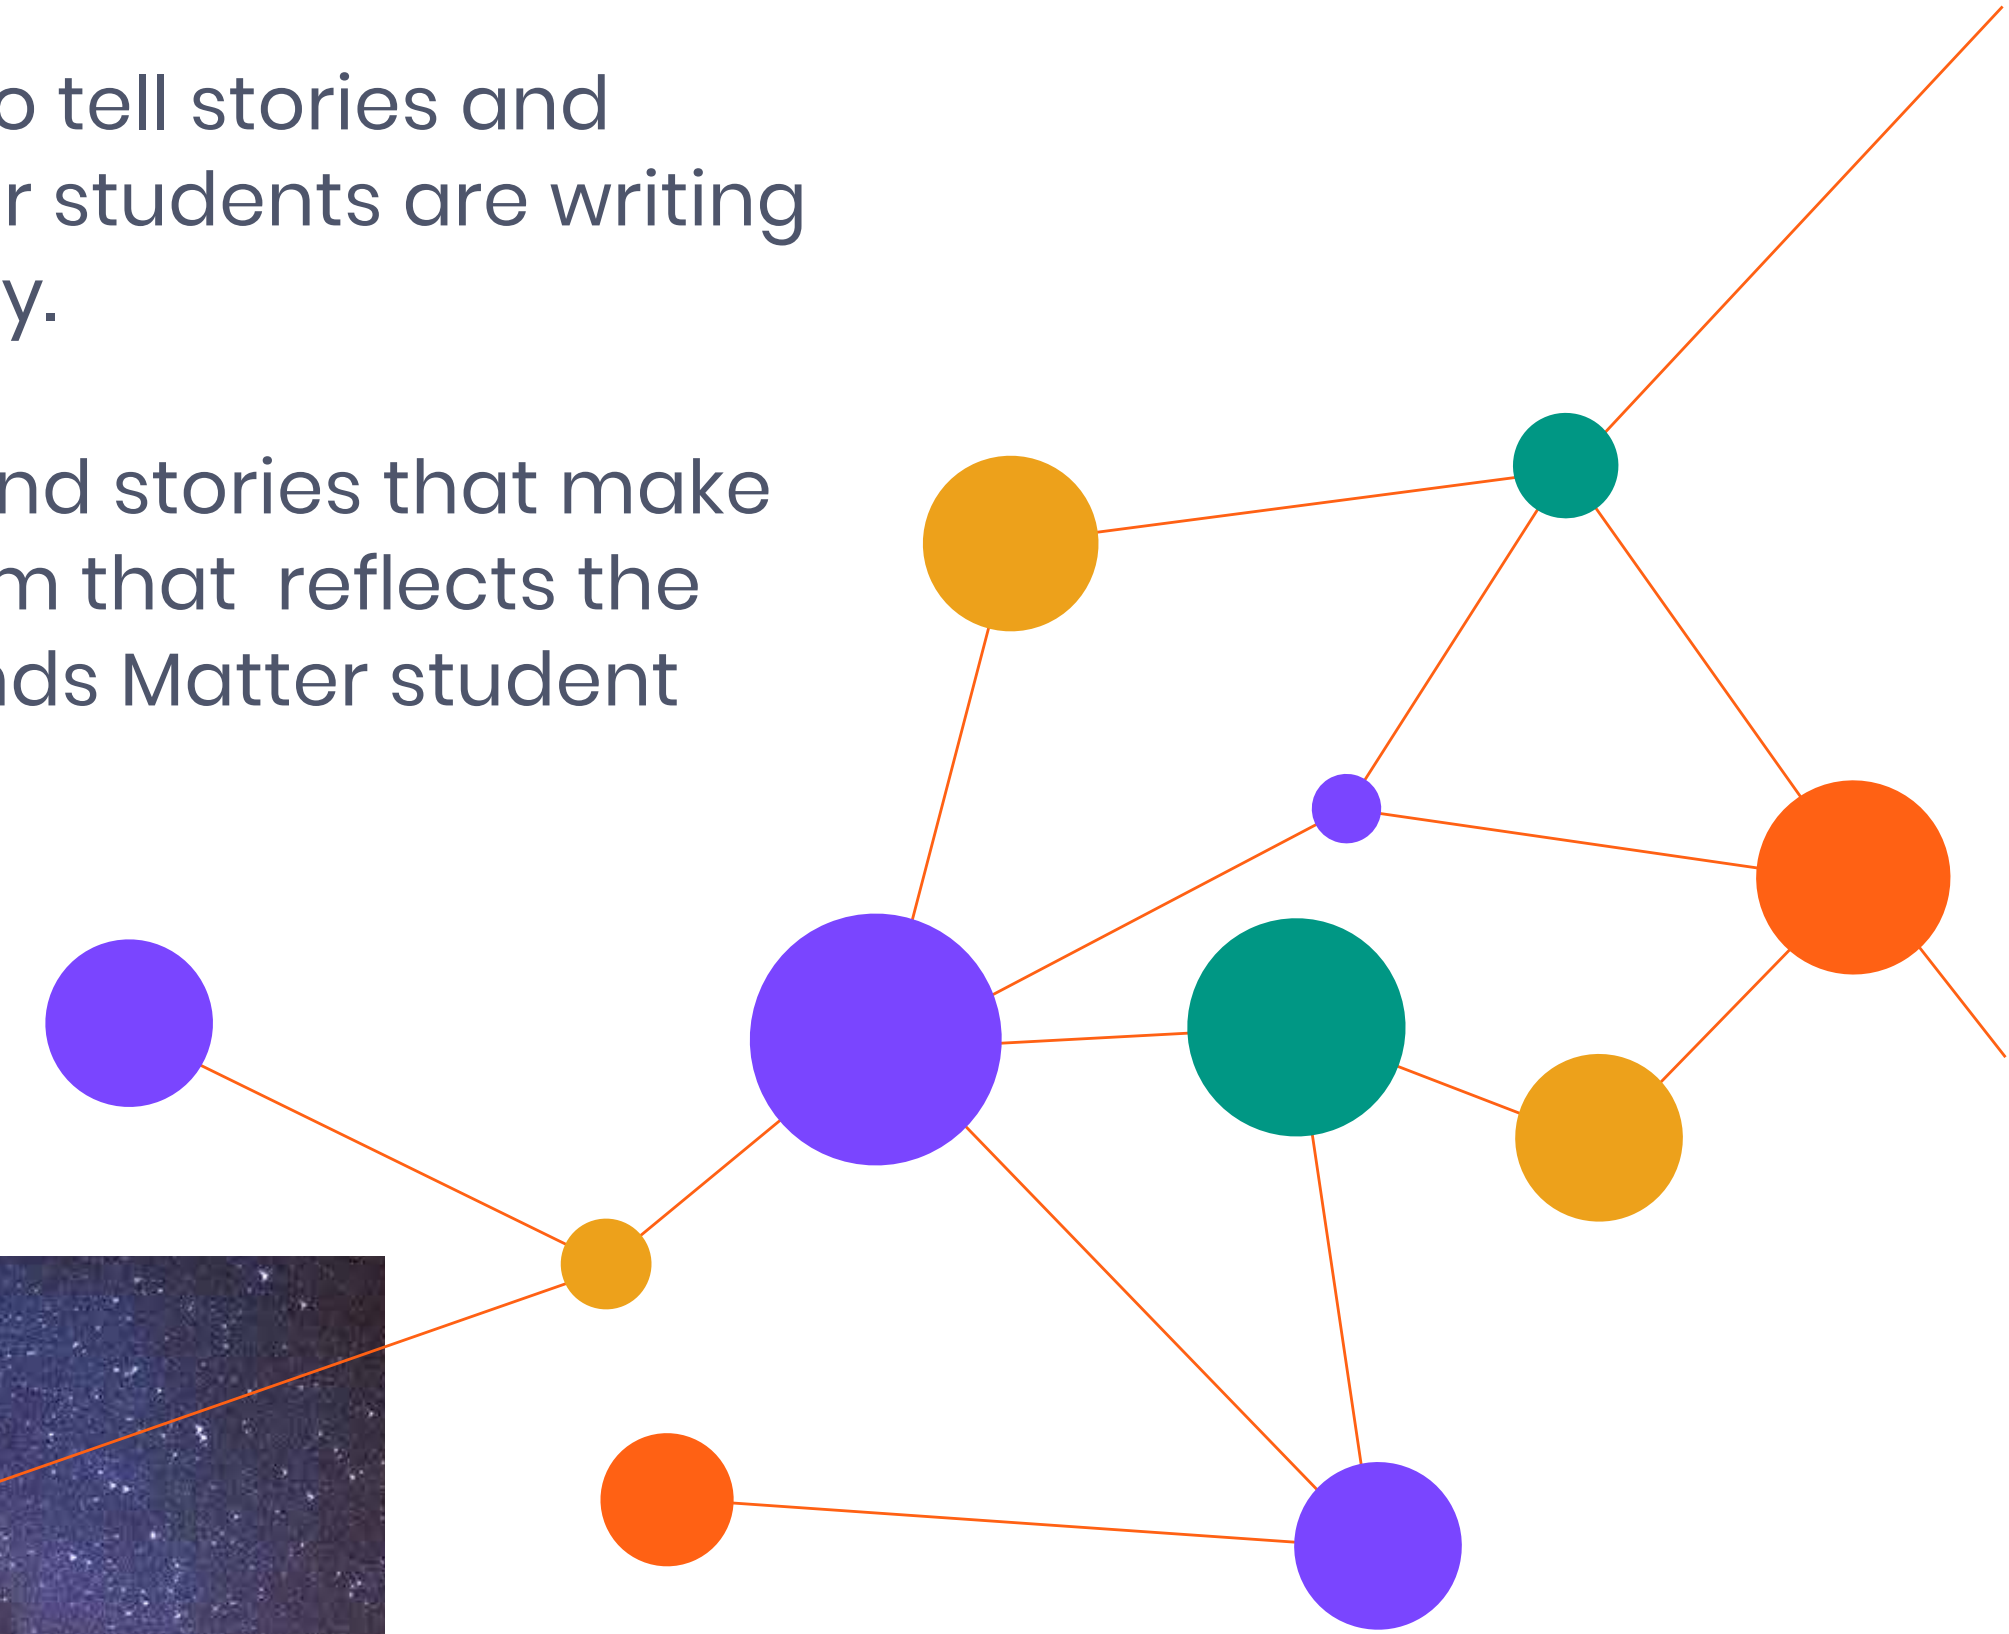 o tell stories and
r students are writing
y.
nd stories that make
m that reflects the
nds Matter student